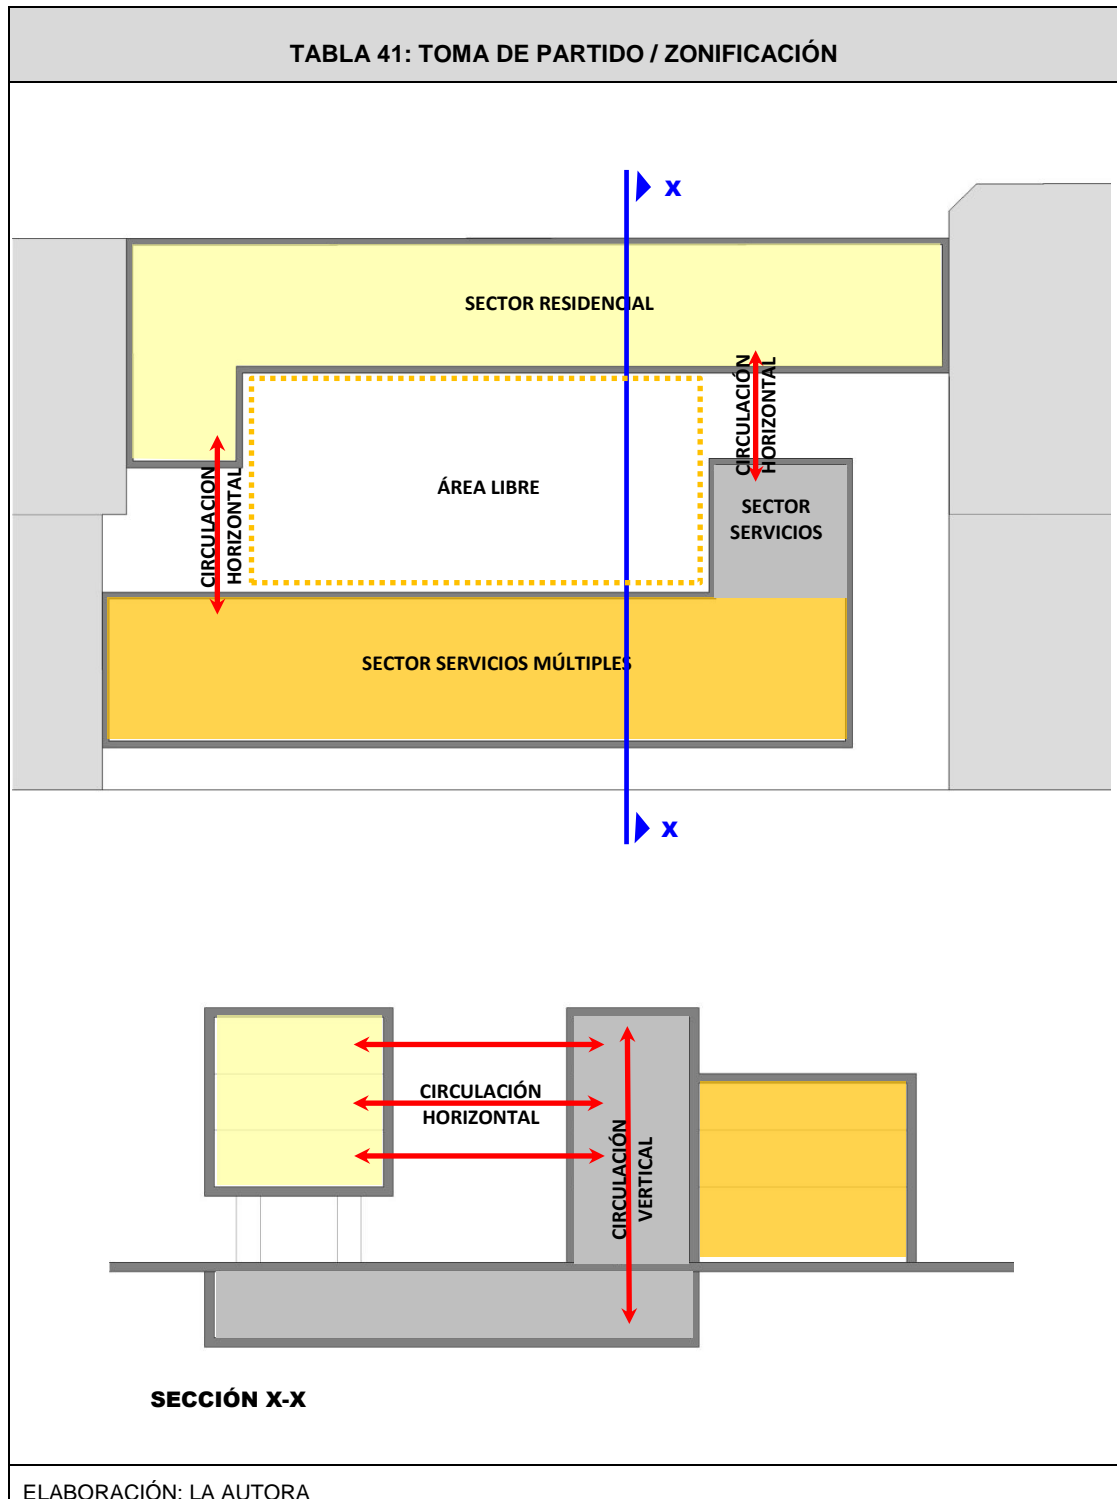 TABLA 41: TOMA DE PARTIDO / ZONIFICACIÓN
x
SECTOR RESIDENCIAL
CIRCULACIÓN
HORIZONTAL
CIRCULACION
HORIZONTAL
ÁREA LIBRE
SECTOR
SERVICIOS
SECTOR SERVICIOS MÚLTIPLES
x
CIRCULACIÓN
HORIZONTAL
CIRCULACIÓN
VERTICAL
SECCIÓN X-X
ELABORACIÓN: LA AUTORA